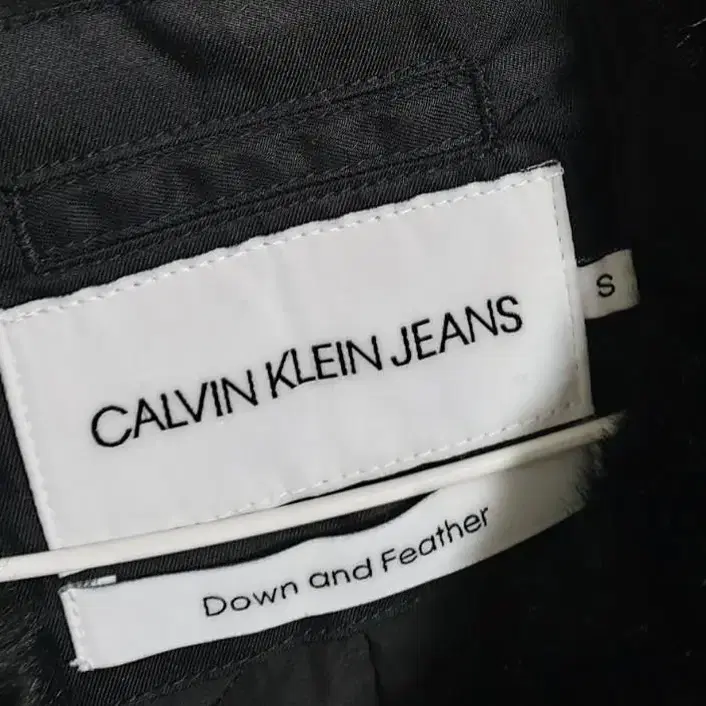 CALVIN KLEIN JEANS
S
Down and Feather